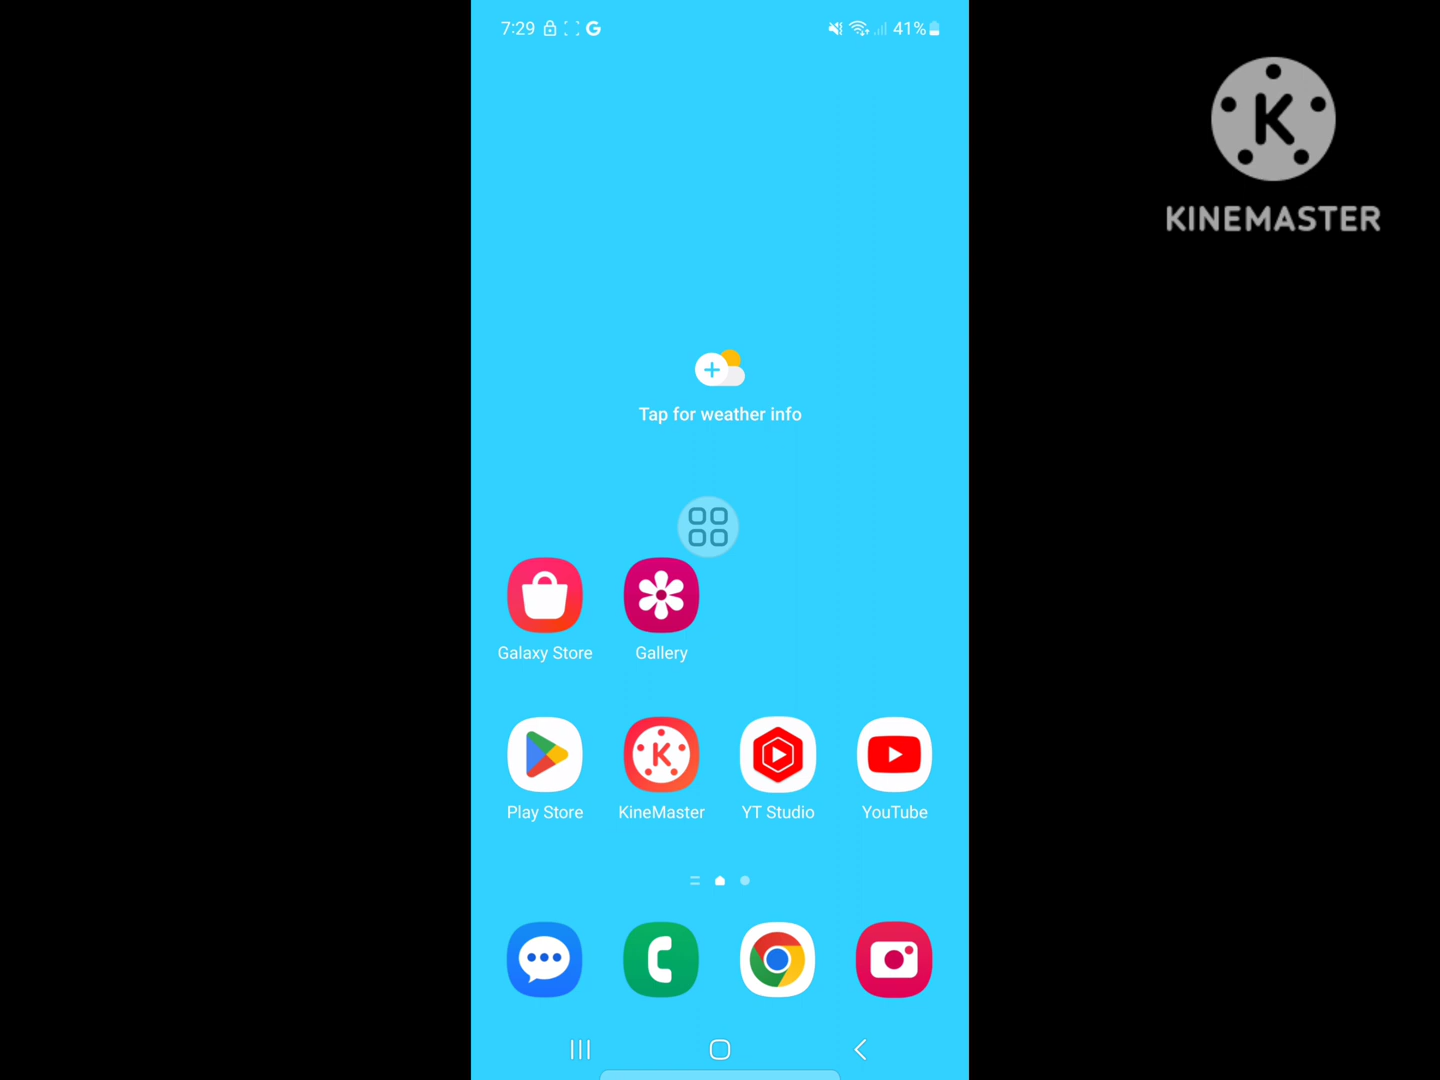 7:29
41%
KINEMASTER
Tap for weather info
Galaxy Store Gallery
Play Store KineMaster YT Studio YouTube